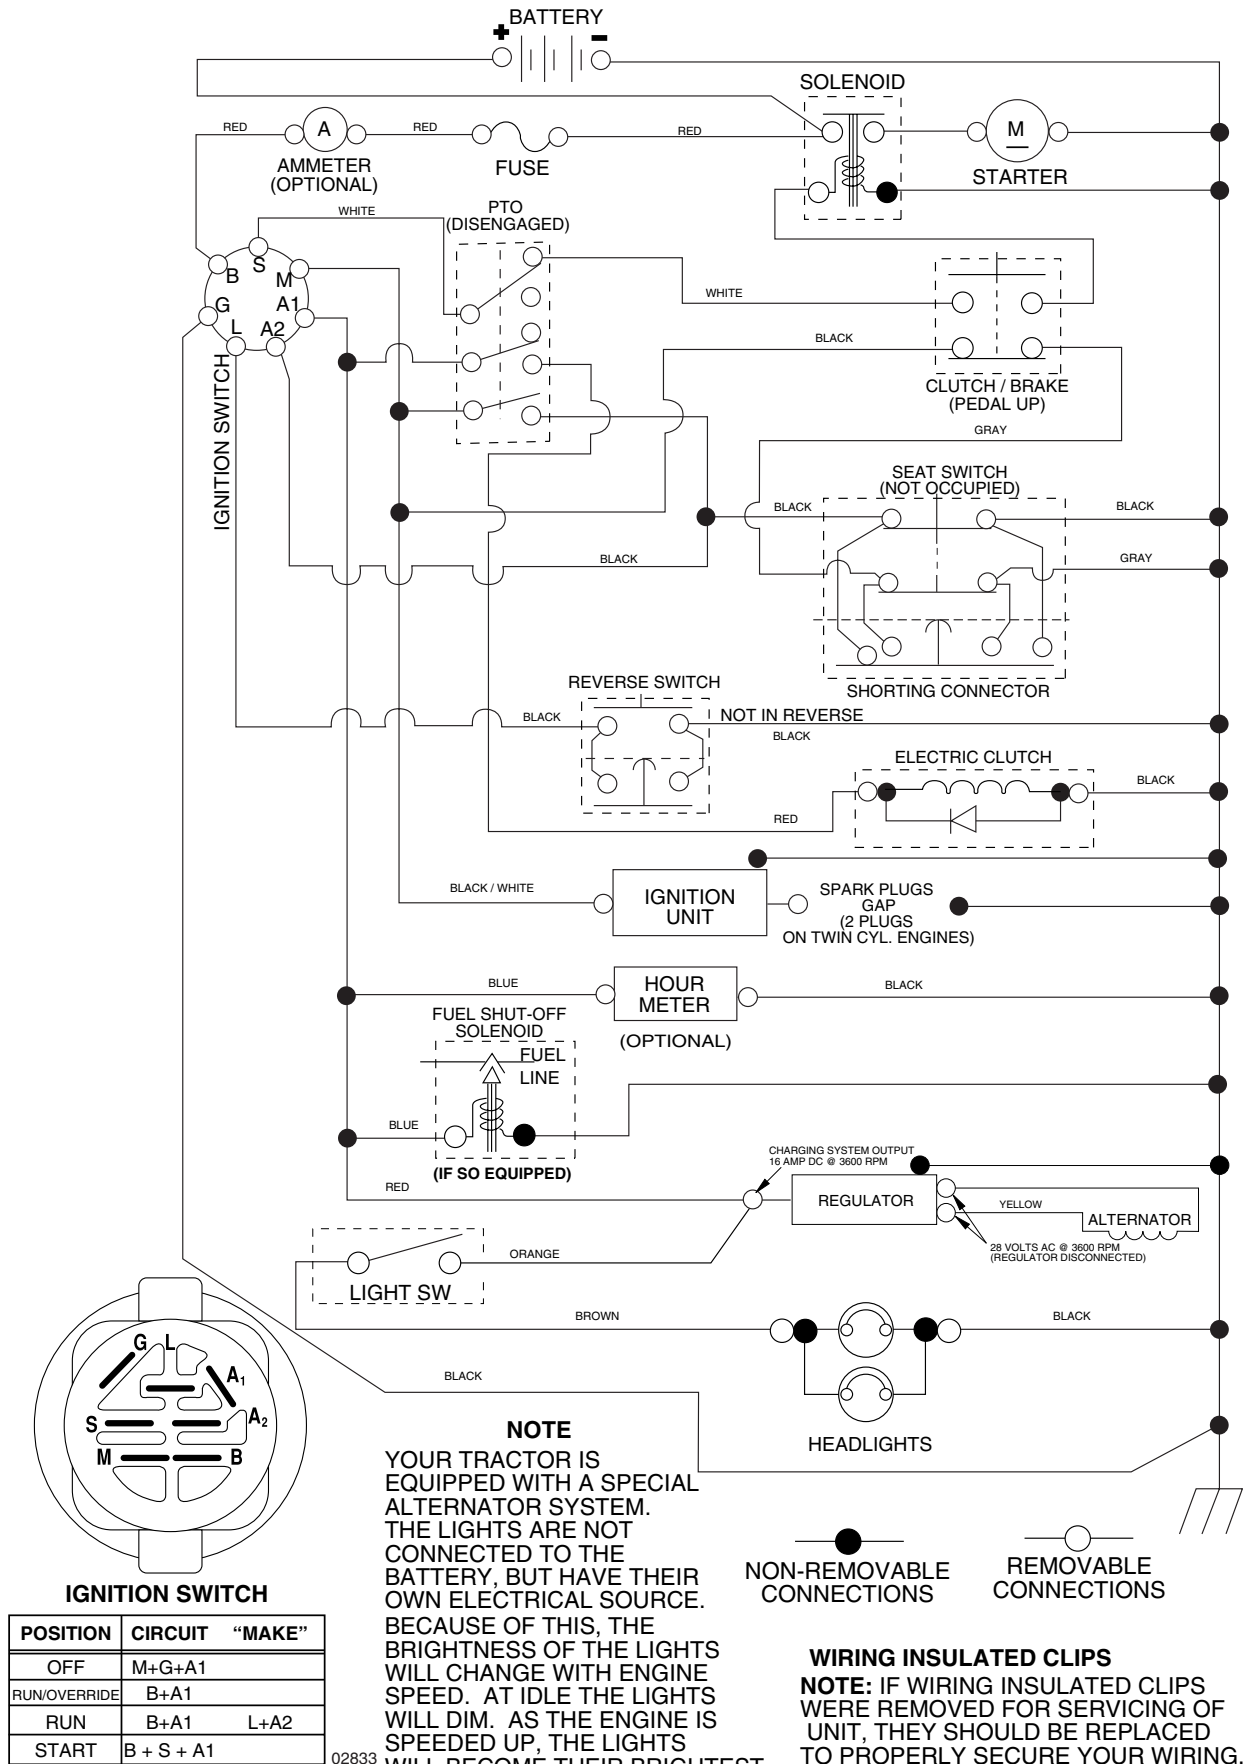 BATTERY
+ −
SOLENOID
RED
A
RED
RED
M
AMMETER
(OPTIONAL)
FUSE
STARTER
WHITE
PTO
(DISENGAGED)
B
S
M
G
A1
L
A2
IGNITION SWITCH
WHITE
BLACK
CLUTCH / BRAKE
(PEDAL UP)
GRAY
SEAT SWITCH
(NOT OCCUPIED)
BLACK
BLACK
BLACK
GRAY
SHORTING CONNECTOR
REVERSE SWITCH
BLACK
NOT IN REVERSE
BLACK
ELECTRIC CLUTCH
BLACK
RED
BLACK / WHITE
IGNITION
UNIT
SPARK PLUGS
GAP
(2 PLUGS
ON TWIN CYL. ENGINES)
BLUE
HOUR
METER
BLACK
(OPTIONAL)
FUEL SHUT-OFF
SOLENOID
FUEL
LINE
BLUE
(IF SO EQUIPPED)
CHARGING SYSTEM OUTPUT
16 AMP DC @ 3600 RPM
RED
REGULATOR
YELLOW
ALTERNATOR
28 VOLTS AC @ 3600 RPM
(REGULATOR DISCONNECTED)
ORANGE
LIGHT SW
BROWN
BLACK
BLACK
HEADLIGHTS
G L
A1
S A2
M B
IGNITION SWITCH
POSITION CIRCUIT “MAKE”
OFF M+G+A1
RUN/OVERRIDE B+A1
RUN B+A1 L+A2
START B + S + A1
02833
NOTE
YOUR TRACTOR IS
EQUIPPED WITH A SPECIAL
ALTERNATOR SYSTEM.
THE LIGHTS ARE NOT
CONNECTED TO THE
BATTERY, BUT HAVE THEIR
OWN ELECTRICAL SOURCE.
BECAUSE OF THIS, THE
BRIGHTNESS OF THE LIGHTS
WILL CHANGE WITH ENGINE
SPEED. AT IDLE THE LIGHTS
WILL DIM. AS THE ENGINE IS
SPEEDED UP, THE LIGHTS
WILL BECOME THEIR BRIGHTEST
NON-REMOVABLE
CONNECTIONS
REMOVABLE
CONNECTIONS
WIRING INSULATED CLIPS
NOTE: IF WIRING INSULATED CLIPS
WERE REMOVED FOR SERVICING OF
UNIT, THEY SHOULD BE REPLACED
TO PROPERLY SECURE YOUR WIRING.